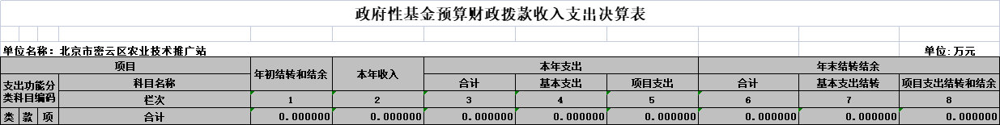 政府性基金预算财政拨款收入支出决算表
单位名称：北京市密云区农业技术推广站 单位:万元
项目 年初结转和结余 本年收入 本年支出 年末结转结余
支出功能分类科目编码 科目名称 合计 基本支出 项目支出 合计 基本支出结转 项目支出结转和结余
栏次 1 2 3 4 5 6 7 8
类 款 项 合计 0.000000 0.000000 0.000000 0.000000 0.000000 0.000000 0.000000 0.000000